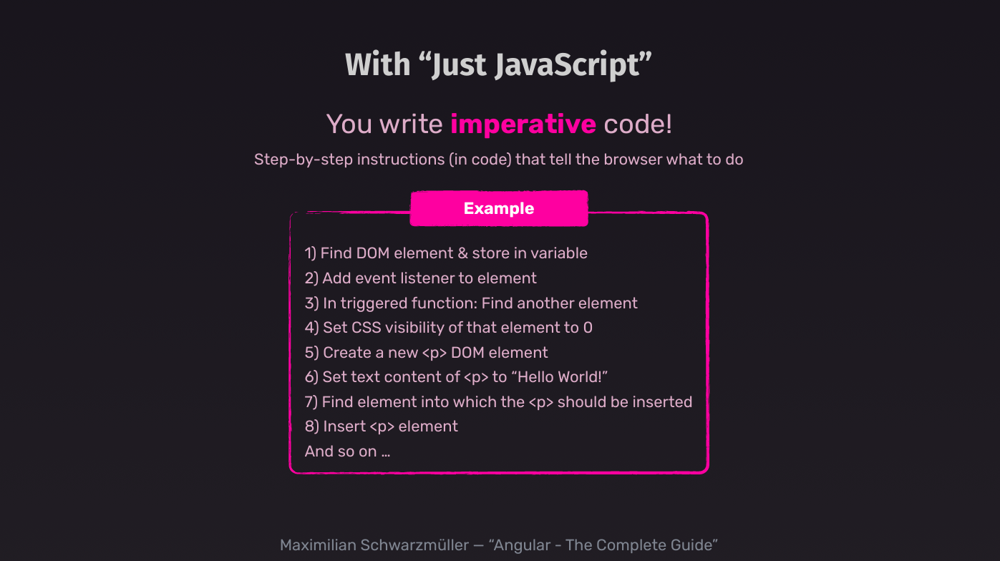 With “Just JavaScript”
You write imperative code!
Step-by-step instructions (in code) that tell the browser what to do
Example
1) Find DOM element & store in variable
2) Add event listener to element
3) In triggered function: Find another element
4) Set CSS visibility of that element to 0
5) Create a new <p> DOM element
6) Set text content of <p> to “Hello World!”
7) Find element into which the <p> should be inserted
8) Insert <p> element
And so on …
Maximilian Schwarzmüller — “Angular - The Complete Guide”